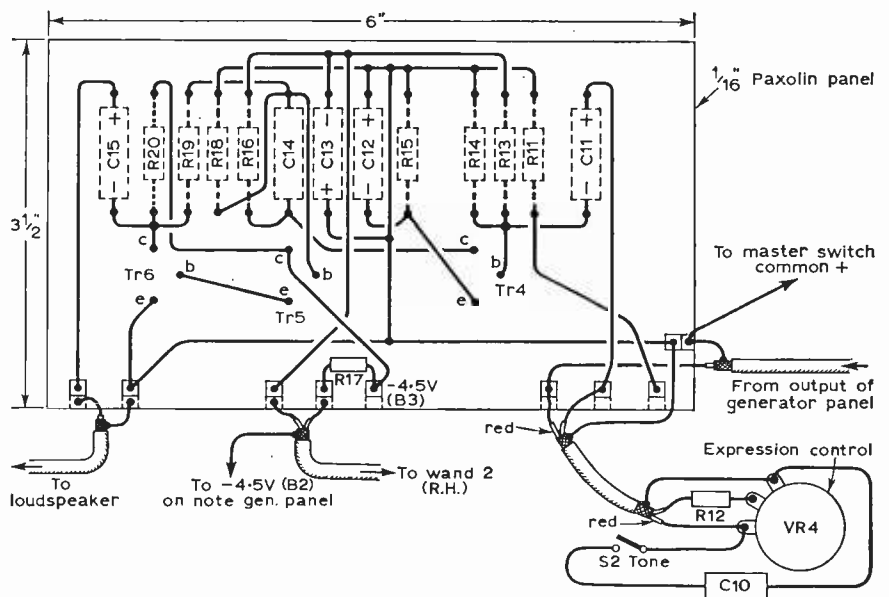 6"
1/16" Paxolin panel
3 1/2"
C15 + −
R20
R19
R18
R16
C14
C13 − +
C12 + −
R15
R14
R13
R11
C11 + −
c
c
c
Tr6
b
b
b
Tr4
e
e
e
Tr5
To master switch
common +
R17
-4.5V
(B3)
From output of
generator panel
red
Expression control
To
loudspeaker
To -4.5V (B2)
on note gen. panel
To wand 2
(R.H.)
R12
red
VR4
S2 Tone
C10